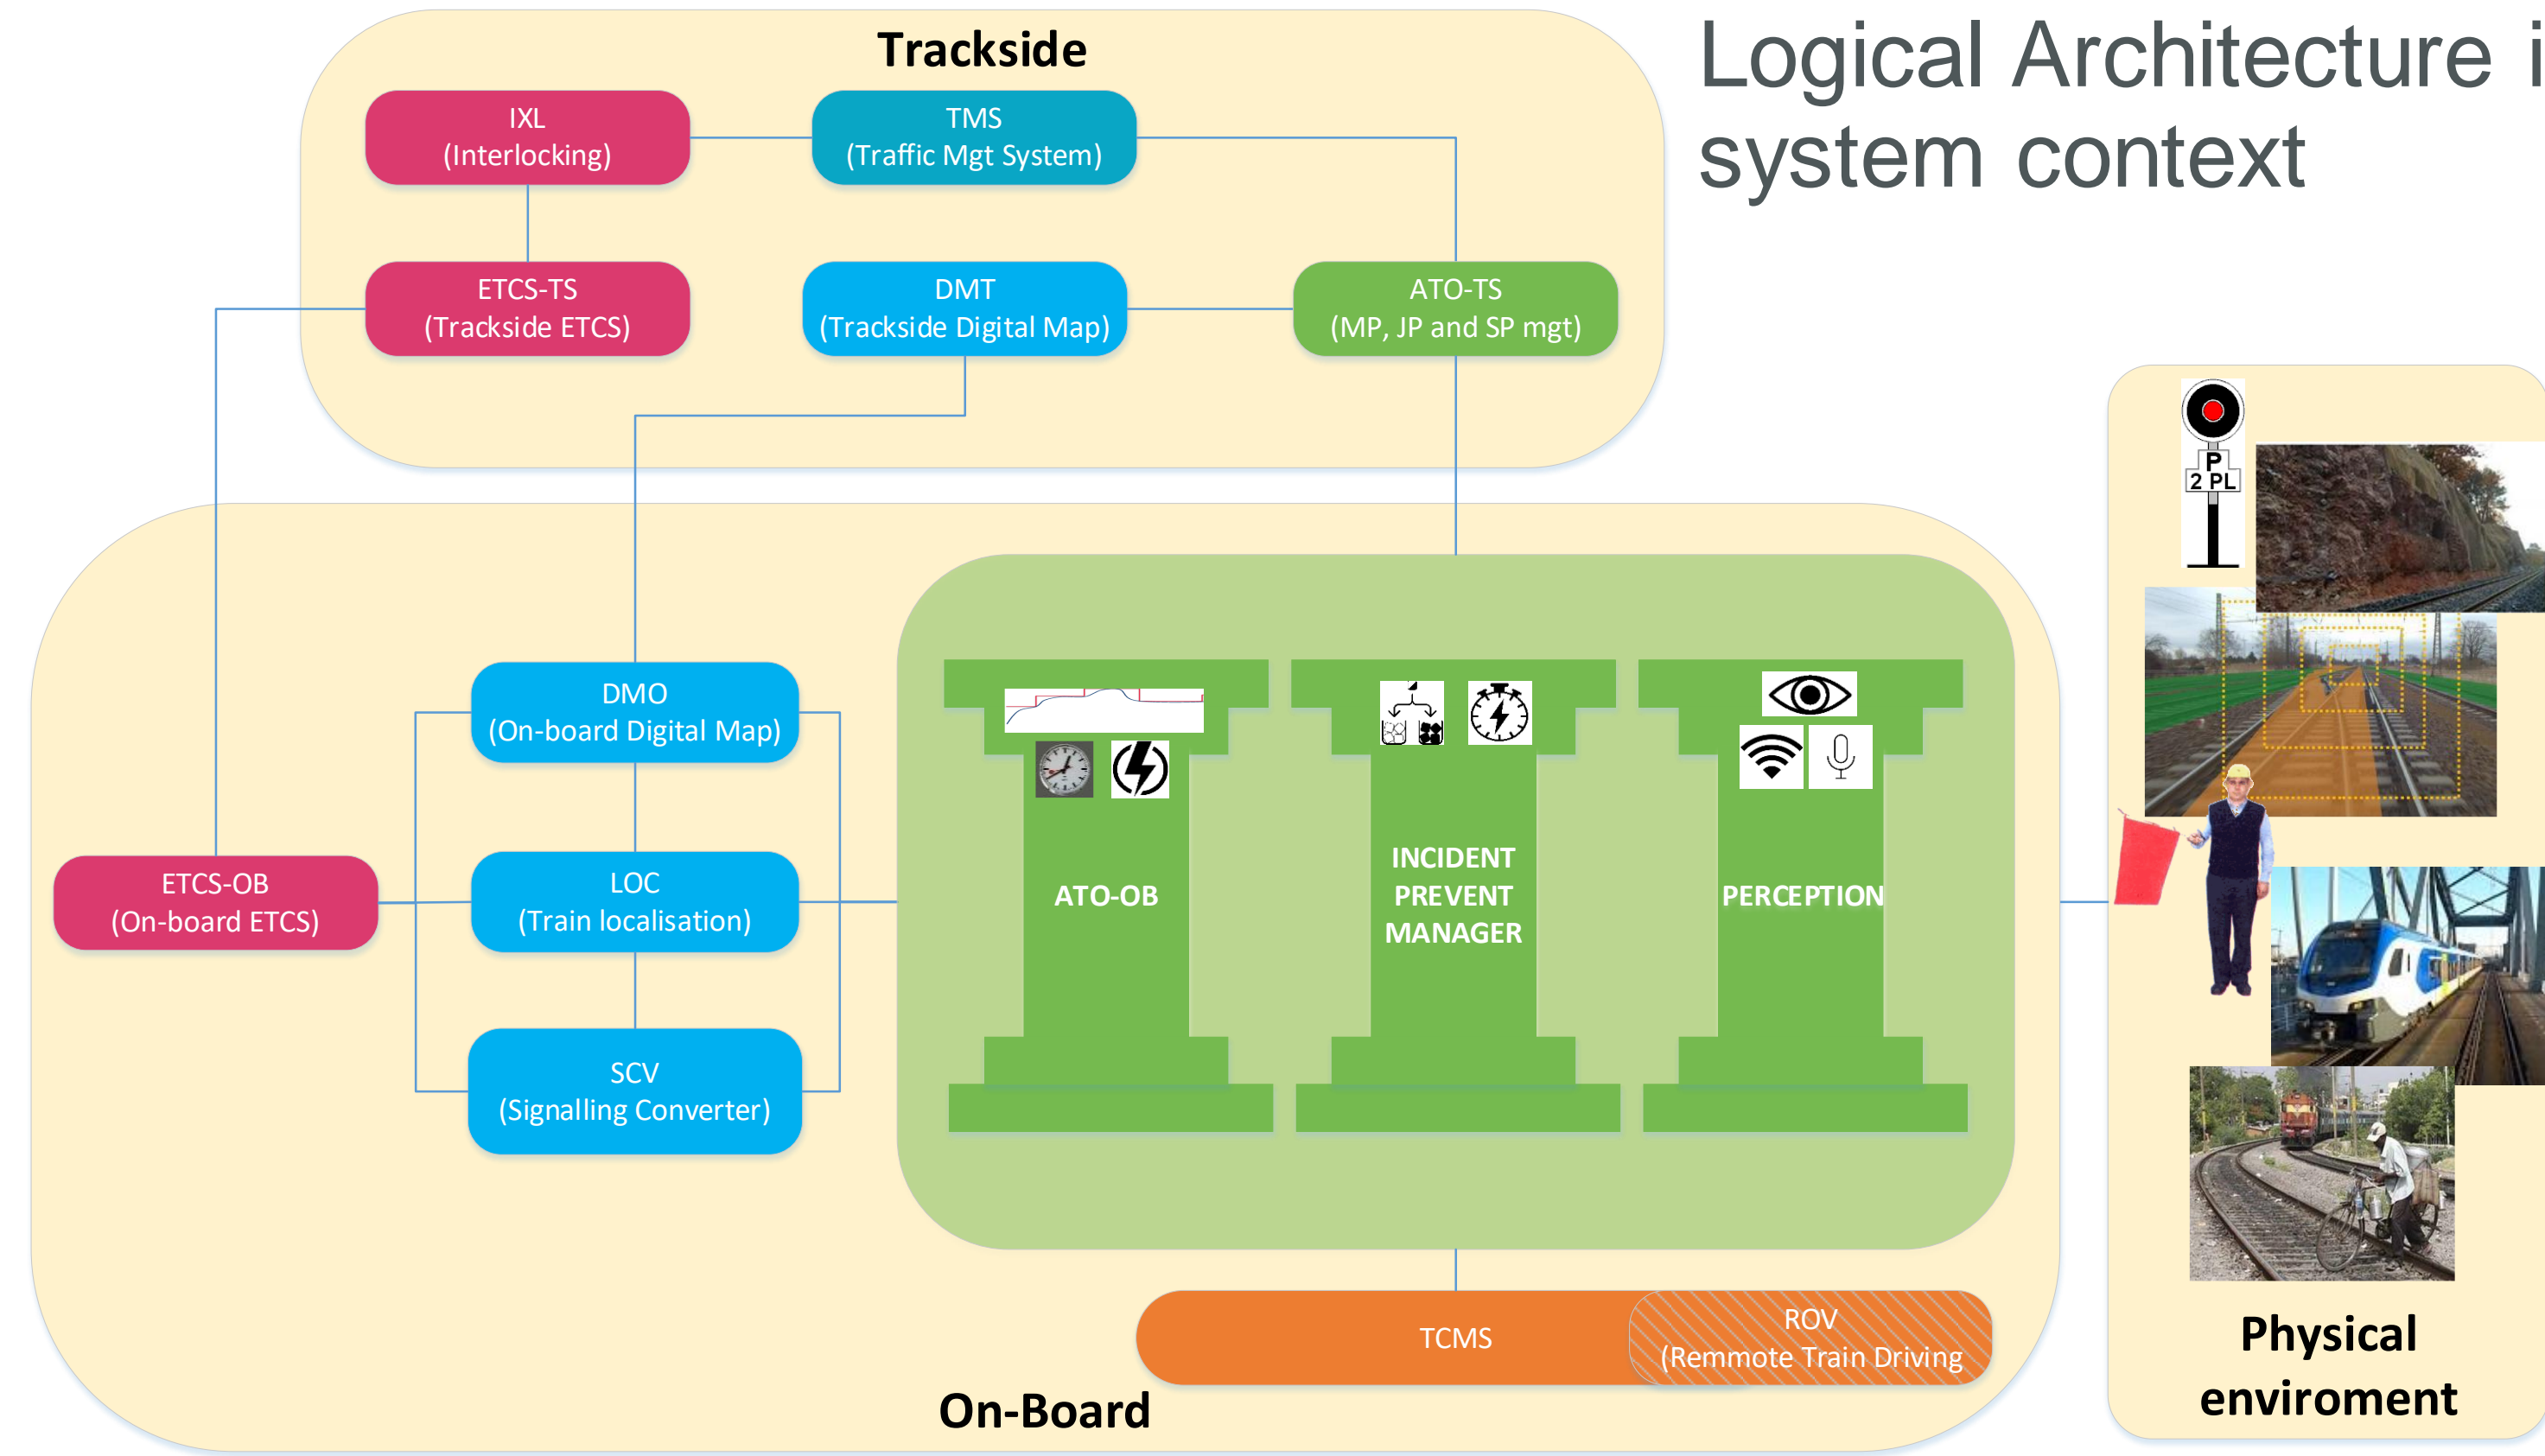 Trackside
Logical Architecture i
system context
IXL
(Interlocking)
TMS
(Traffic Mgt System)
ETCS-TS
(Trackside ETCS)
DMT
(Trackside Digital Map)
ATO-TS
(MP, JP and SP mgt)
P
2 PL
DMO
(On-board Digital Map)
ETCS-OB
(On-board ETCS)
LOC
(Train localisation)
SCV
(Signalling Converter)
ATO-OB
INCIDENT
PREVENT
MANAGER
PERCEPTION
TCMS
ROV
(Remmote Train Driving
On-Board
Physical
enviroment